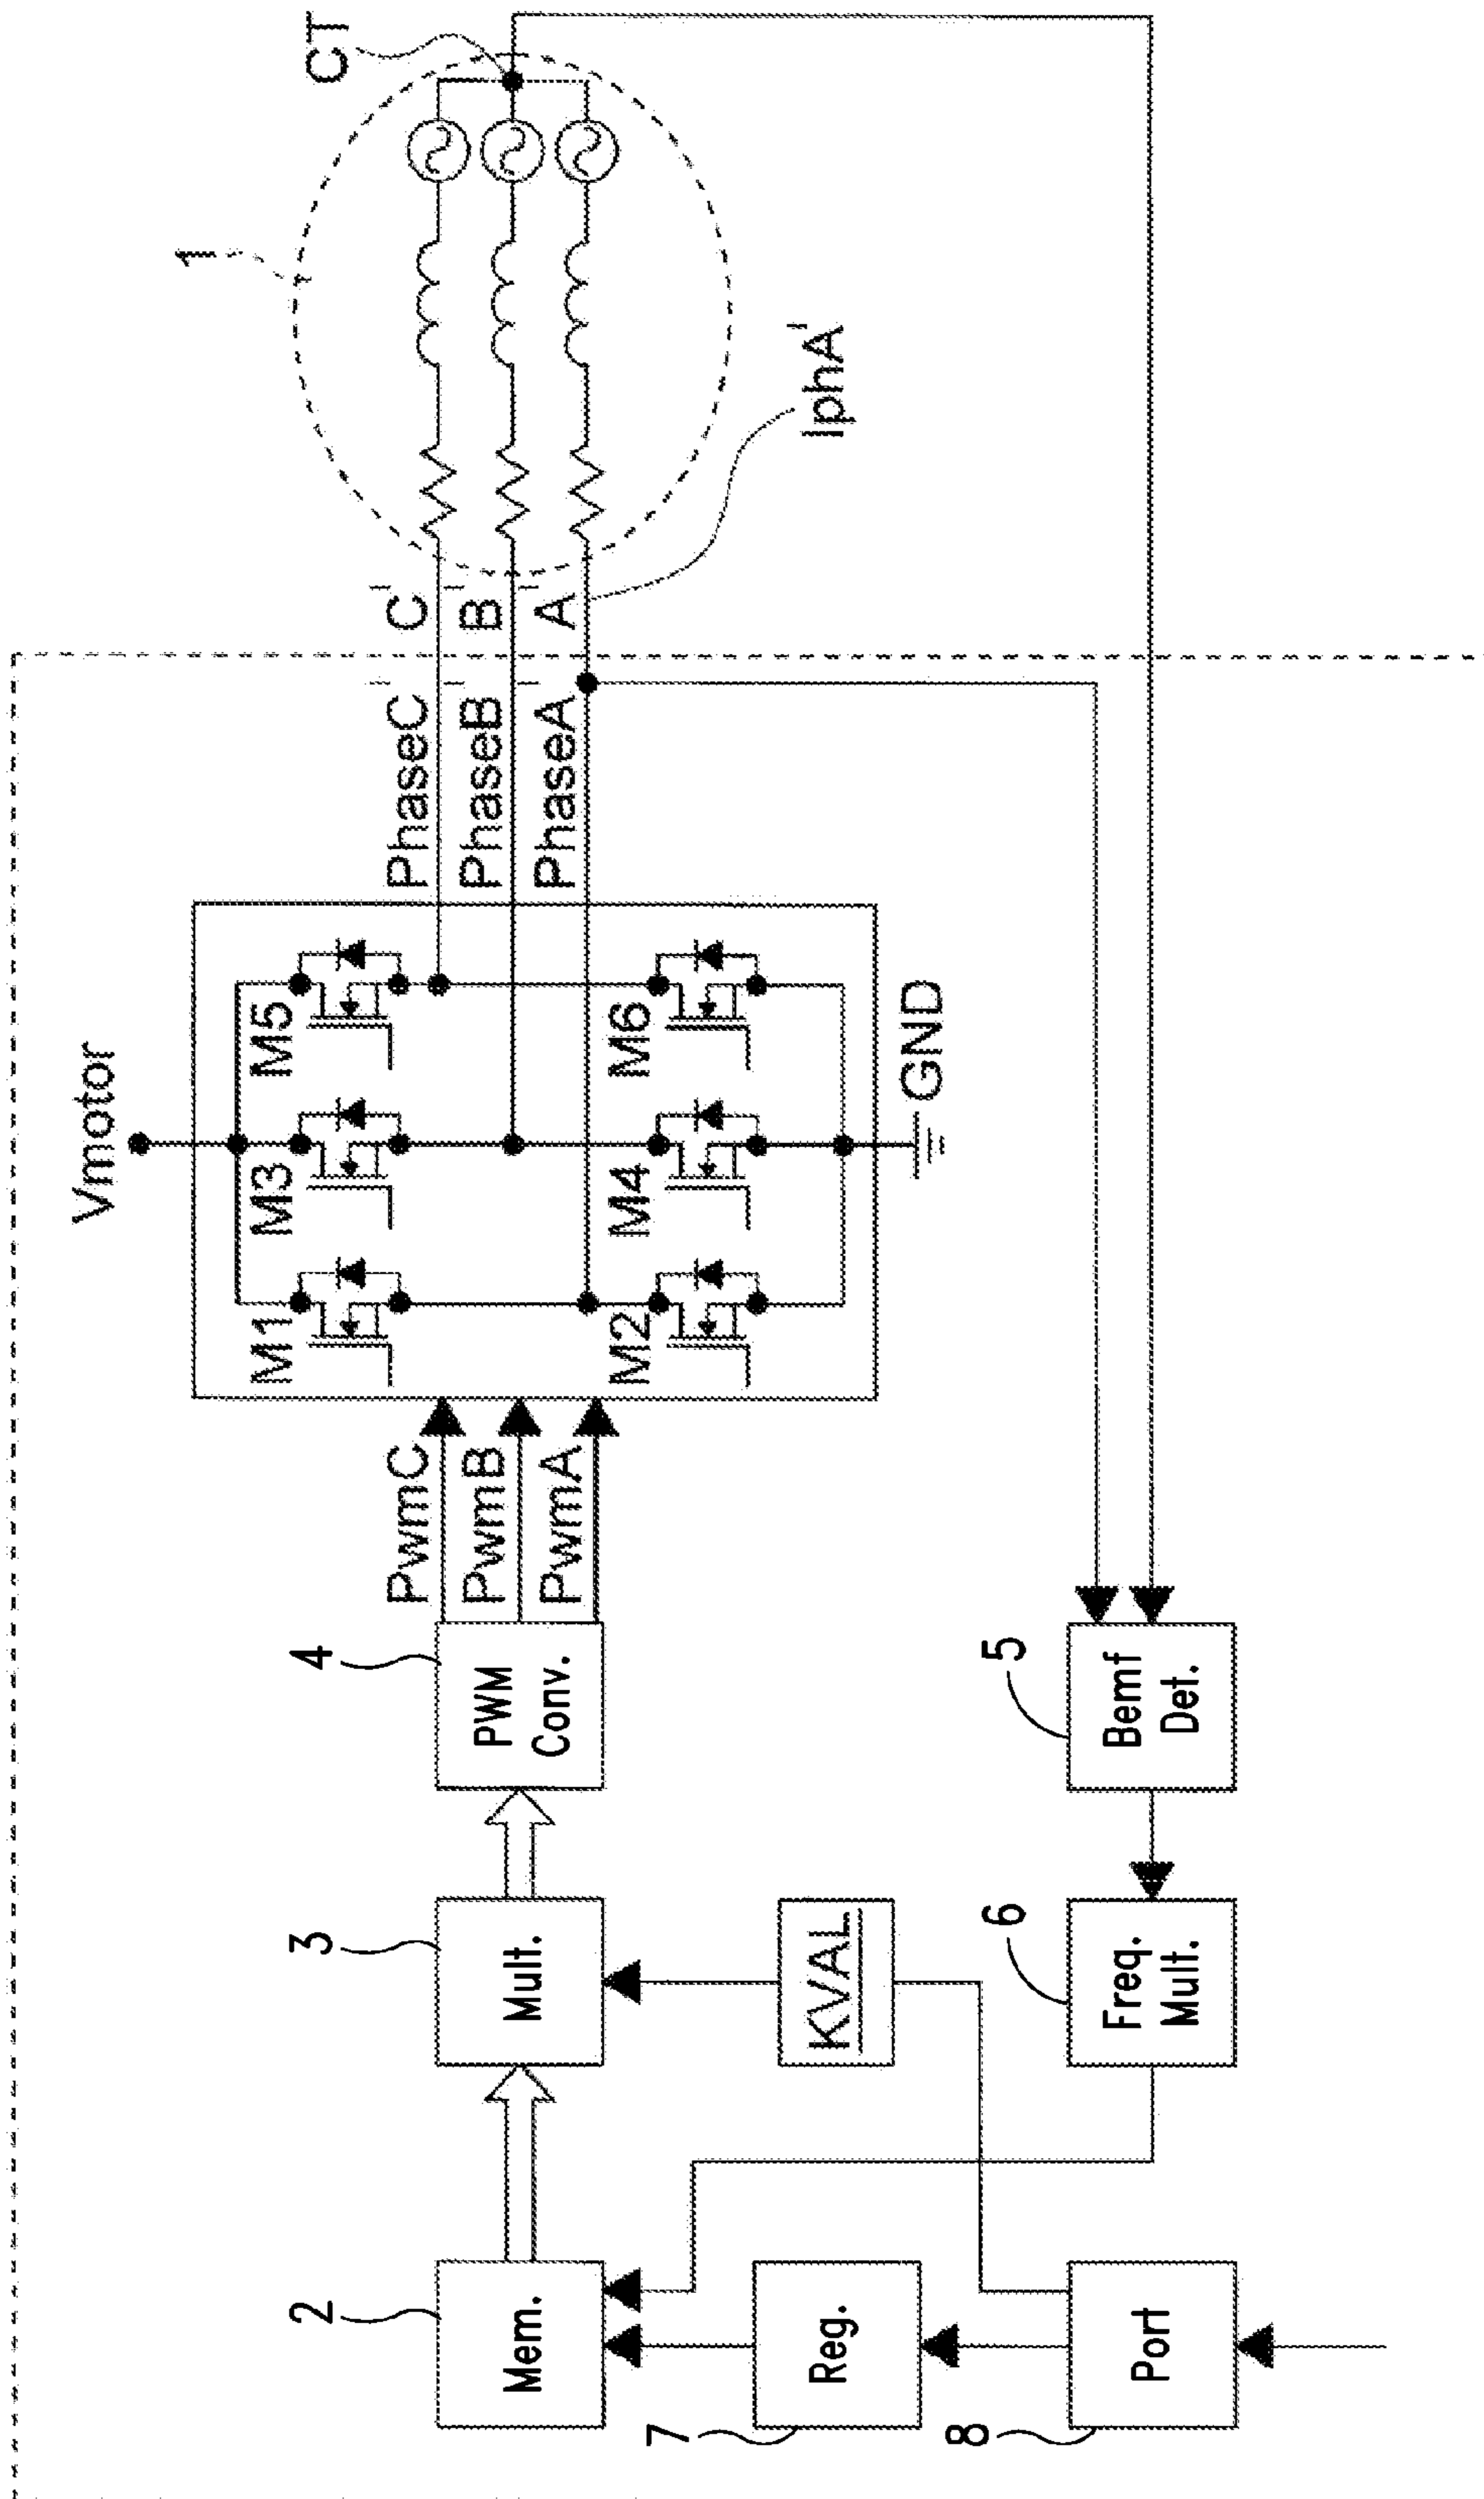 Vmotor
M1
M3
M5
M2
M4
M6
GND
PwmC
PwmB
PwmA
PhaseC
PhaseB
PhaseA
C
B
A
1
CT
IphA
2
Mem.
3
Mult.
4
PWM
Conv.
KVAL
7
Reg.
8
Port
6
Freq.
Mult.
5
Bemf
Det.